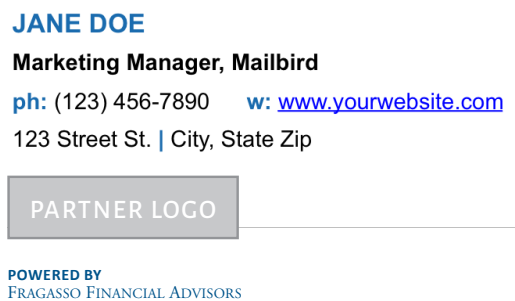 JANE DOE
Marketing Manager, Mailbird
ph: (123) 456-7890 w: www.yourwebsite.com
123 Street St. | City, State Zip
PARTNER LOGO
POWERED BY
FRAGASSO FINANCIAL ADVISORS